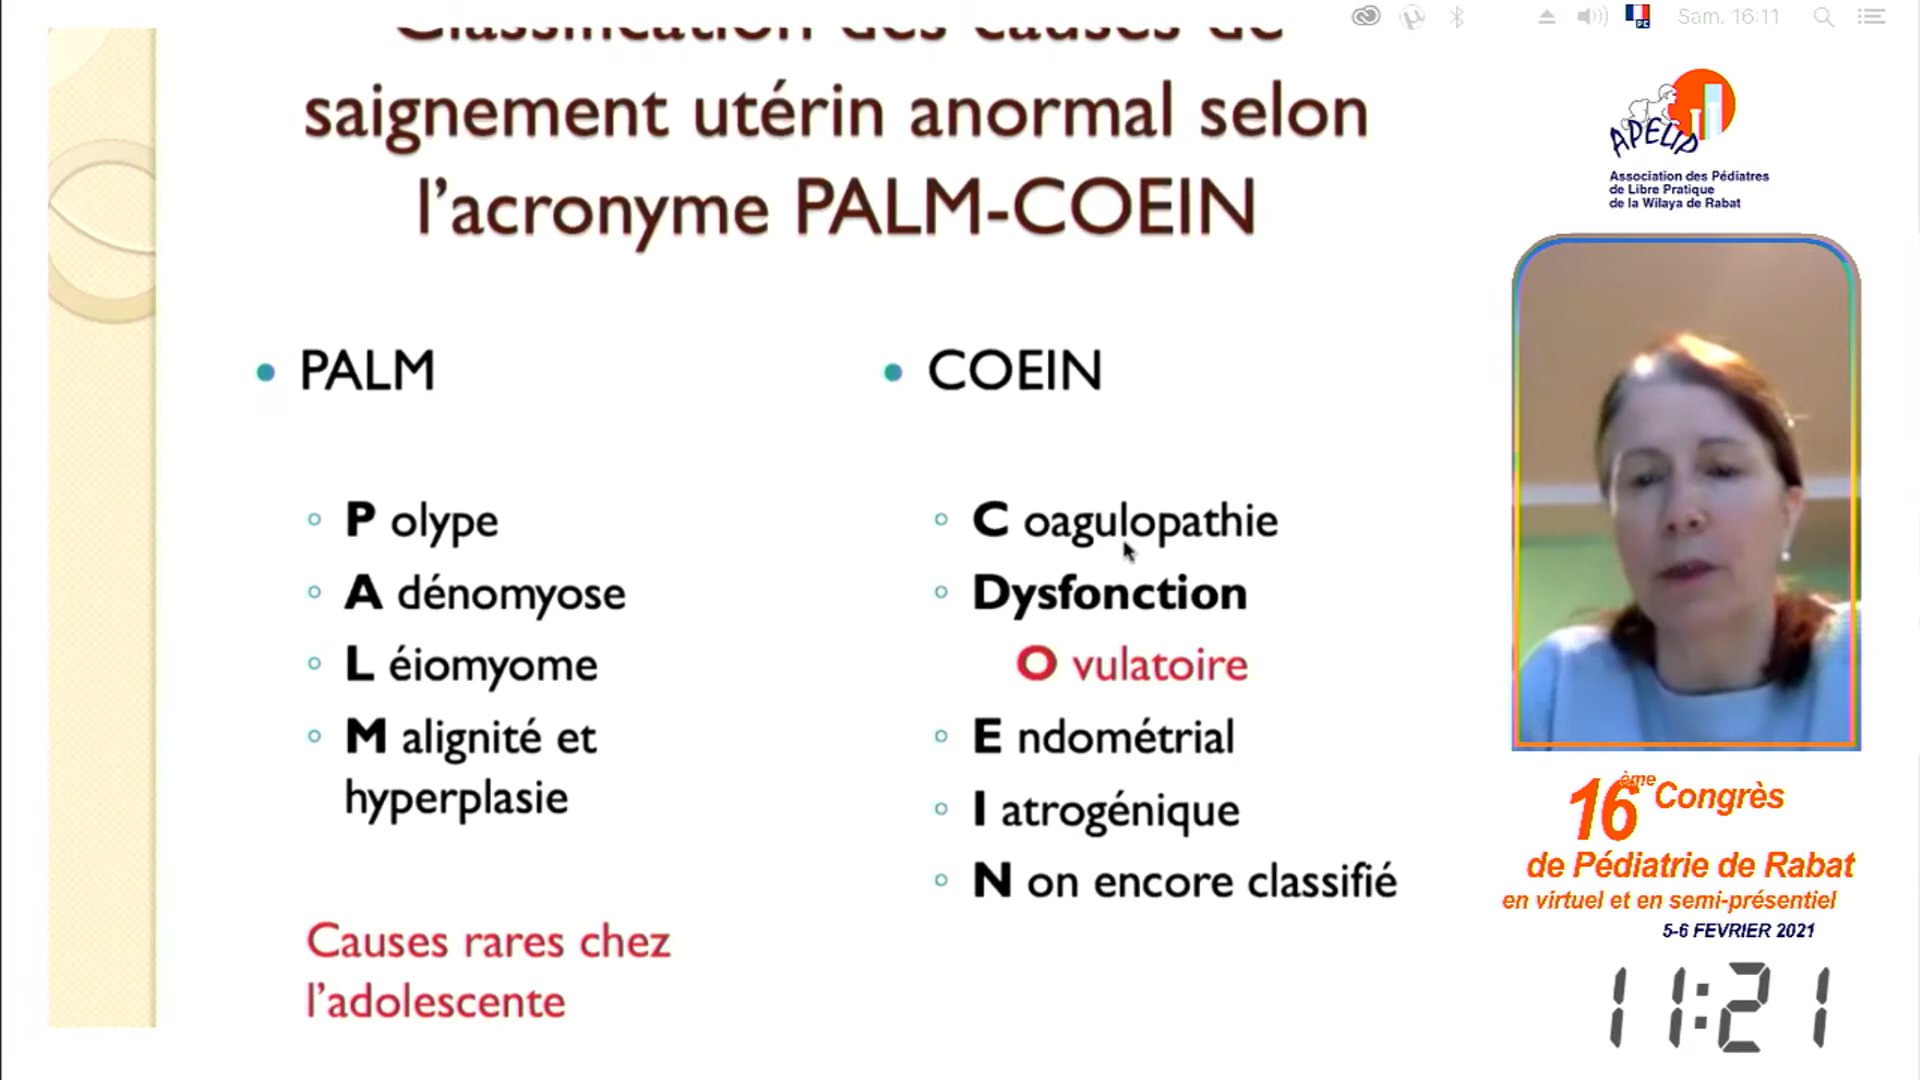 Classification des causes de
saignement utérin anormal selon
l'acronyme PALM-COEIN
PALM
P olype
A dénomyose
L éiomyome
M alignité et
hyperplasie
Causes rares chez
l'adolescente
COEIN
C oagulopathie
Dysfonction
O vulatoire
E ndométrial
I atrogénique
N on encore classifié
Sam. 16:11
PC
APELIP
Association des Pédiatres
de Libre Pratique
de la Wilaya de Rabat
16ème Congrès
de Pédiatrie de Rabat
en virtuel et en semi-présentiel
5-6 FEVRIER 2021
11:21